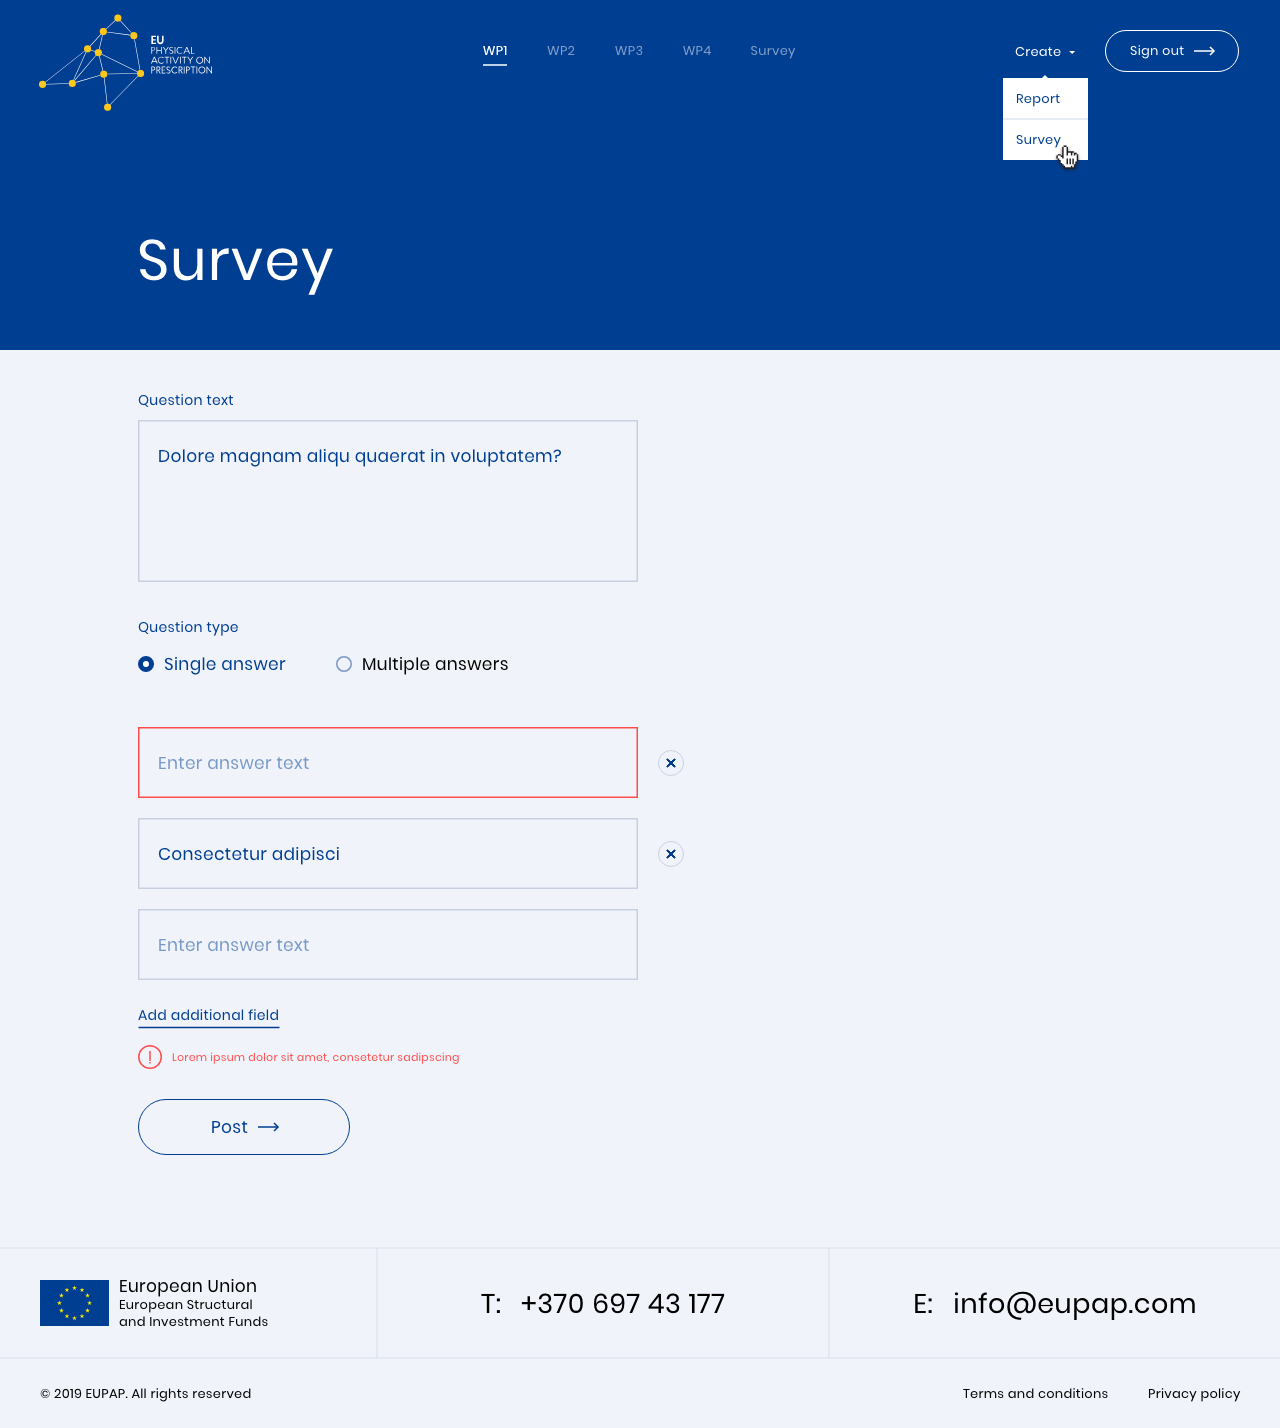 EU
PHYSICAL
ACTIVITY ON
PRESCRIPTION
WP1 WP2 WP3 WP4 Survey
Create
Sign out
Report
Survey
Survey
Question text
Dolore magnam aliqu quaerat in voluptatem?
Question type
Single answer Multiple answers
Enter answer text
Consectetur adipisci
Enter answer text
Add additional field
Lorem ipsum dolor sit amet, consetetur sadipscing
Post
European Union
European Structural
and Investment Funds
T: +370 697 43 177
E: info@eupap.com
© 2019 EUPAP. All rights reserved
Terms and conditions Privacy policy